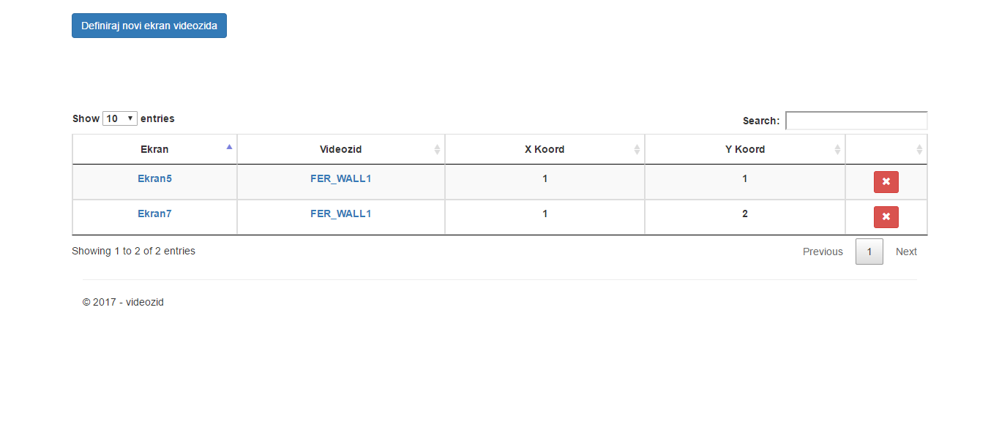 Definiraj novi ekran videozida
Show 10 entries Search:
Ekran Videozid X Koord Y Koord
Ekran5 FER_WALL1 1 1
Ekran7 FER_WALL1 1 2
Showing 1 to 2 of 2 entries Previous 1 Next
© 2017 - videozid